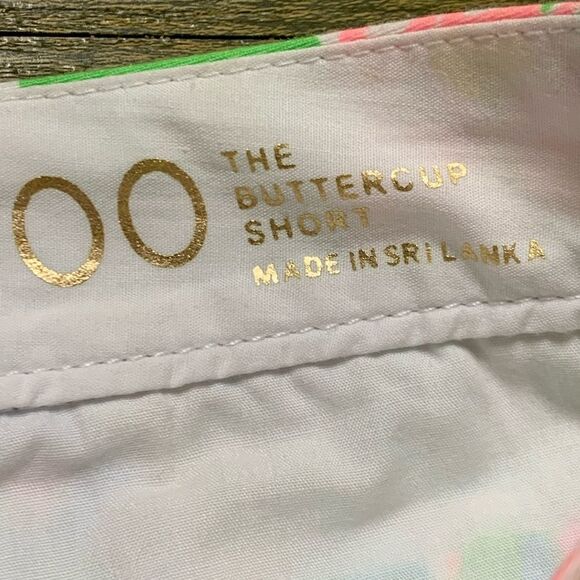 00
THE
BUTTERCUP
SHORT
MADE IN SRI LANKA